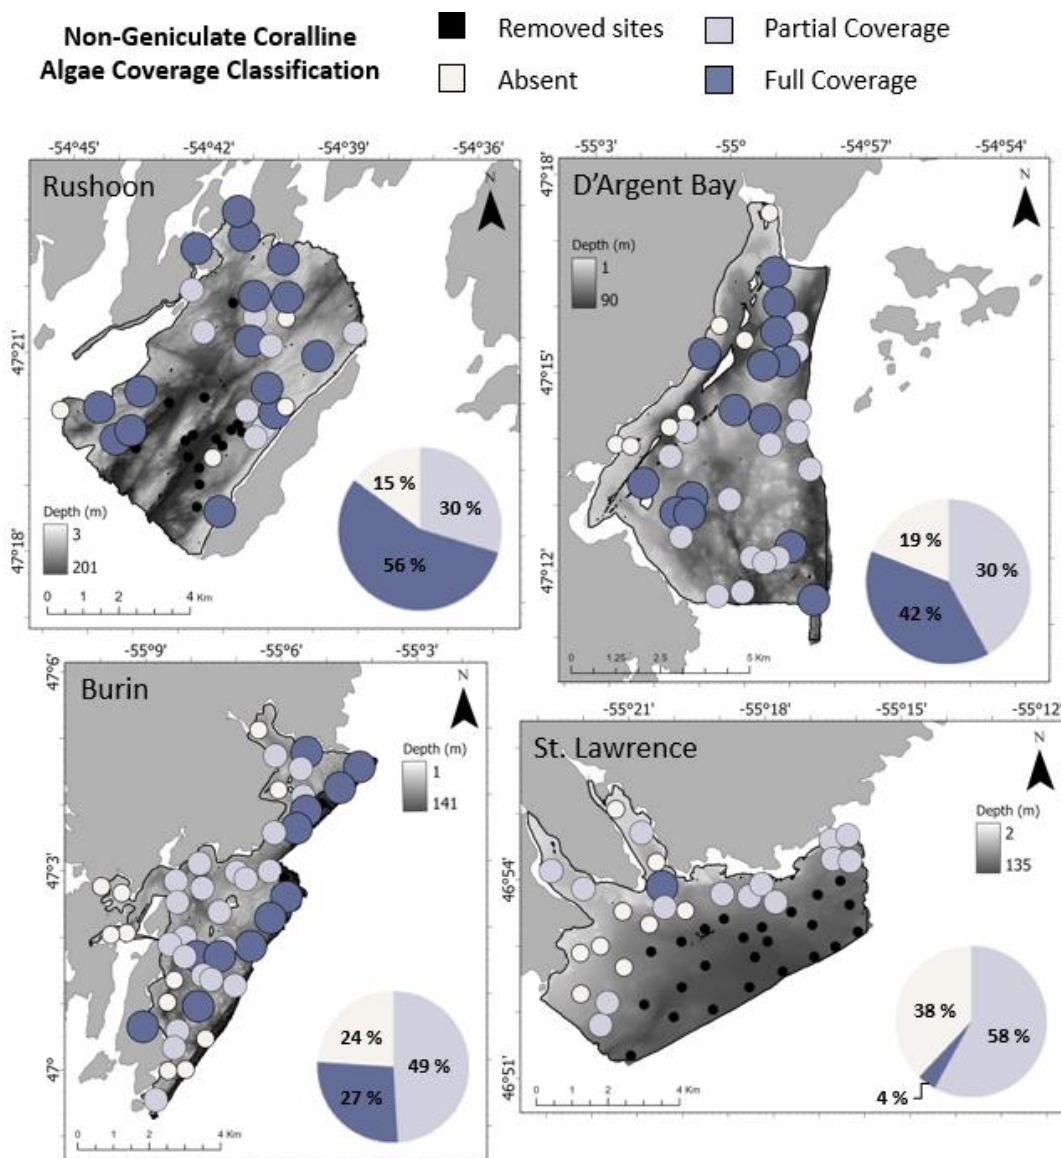 Non-Geniculate Coralline
Algae Coverage Classification
Removed sites
Partial Coverage
Absent
Full Coverage
-54°45'
-54°42'
-54°39'
-54°36'
Rushoon
N
47°21'
47°18'
Depth (m)
3
201
0 1 2 4 Km
15 %
30 %
56 %
-55°3'
-55°
-54°57'
-54°54'
D'Argent Bay
N
47°18'
47°15'
47°12'
Depth (m)
1
90
0 1.25 2.5 5 Km
19 %
30 %
42 %
-55°9'
-55°6'
-55°3'
Burin
N
47°6'
47°3'
47°
Depth (m)
1
141
0 1 2 4 Km
24 %
49 %
27 %
-55°21'
-55°18'
-55°15'
-55°12'
St. Lawrence
N
46°54'
46°51'
Depth (m)
2
135
0 1 2 4 Km
38 %
58 %
4 %